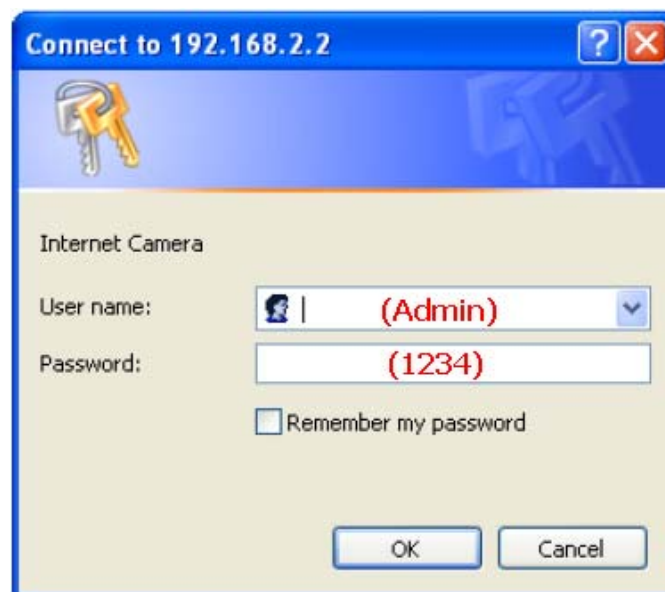 Connect to 192.168.2.2
Internet Camera
User name: (Admin)
Password: (1234)
Remember my password
OK Cancel